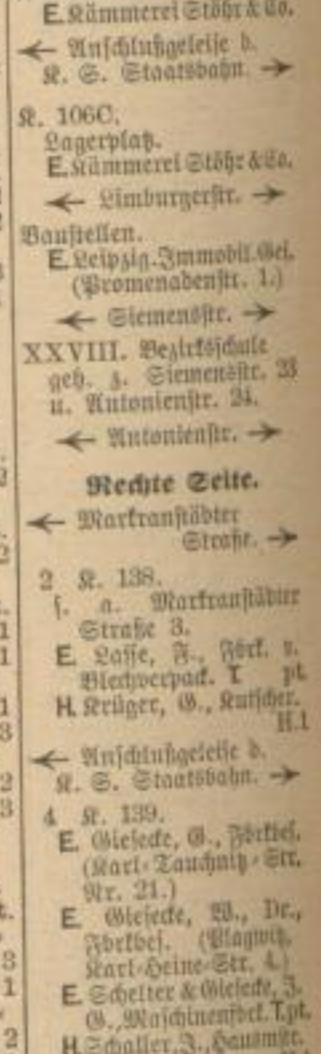 E. Kämmerei Stöhr & Co.
← Anschlußgeleise d.
K. S. Staatsbahn. →
K. 106C.
Lagerplatz.
E. Kämmerei Stöhr & Co.
← Limburgerstr. →
Baustellen.
E. Leipzig. Immobil. Ges.
(Promenadenstr. 1.)
← Siemensstr. →
XXVIII. Bezirksschule
geh. z. Siemensstr. 23
u. Antonienstr. 24.
← Antonienstr. →
Rechte Seite.
← Markranstädter
Straße. →
2 K. 138.
s. a. Markranstädter
Straße 3.
E. Lasse, F., Fbrk. v.
Blechverpack. T pt.
H. Krüger, G., Kutscher.
H.1
← Anschlußgeleise d.
K. S. Staatsbahn. →
4 K. 139.
E. Giesecke, G., Fbrkbes.
(Karl-Tauchnitz-Str.
Nr. 21.)
E. Giesecke, W., Dr.,
Fbrkbes. (Plagwitz,
Karl-Heine-Str. 4.)
E. Schelter & Giesecke, J.
G., Maschinenfbrk. T. pt.
H. Schaller, J., Hausmstr.